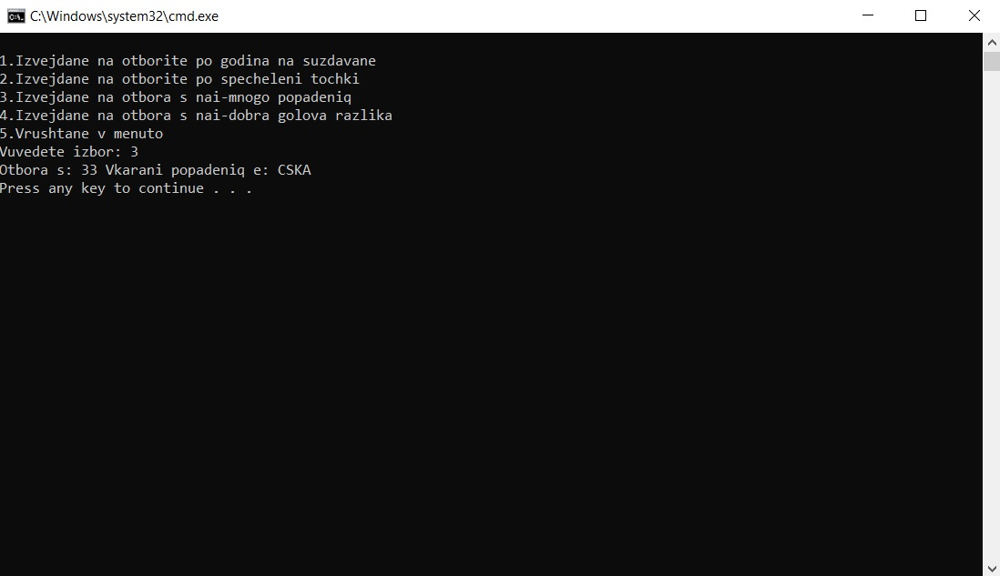 C:\Windows\system32\cmd.exe
1.Izvejdane na otborite po godina na suzdavane
2.Izvejdane na otborite po specheleni tochki
3.Izvejdane na otbora s nai-mnogo popadeniq
4.Izvejdane na otbora s nai-dobra golova razlika
5.Vrushtane v menuto
Vuvedete izbor: 3
Otbora s: 33 Vkarani popadeniq e: CSKA
Press any key to continue . . .